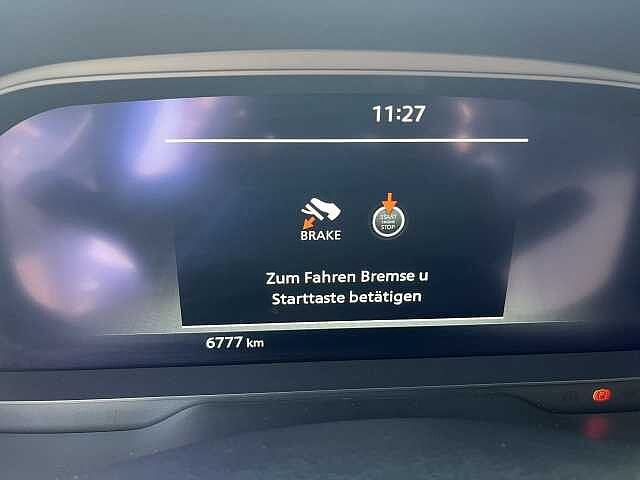 11:27
BRAKE
START
STOP
Zum Fahren Bremse u
Starttaste betätigen
6777 km